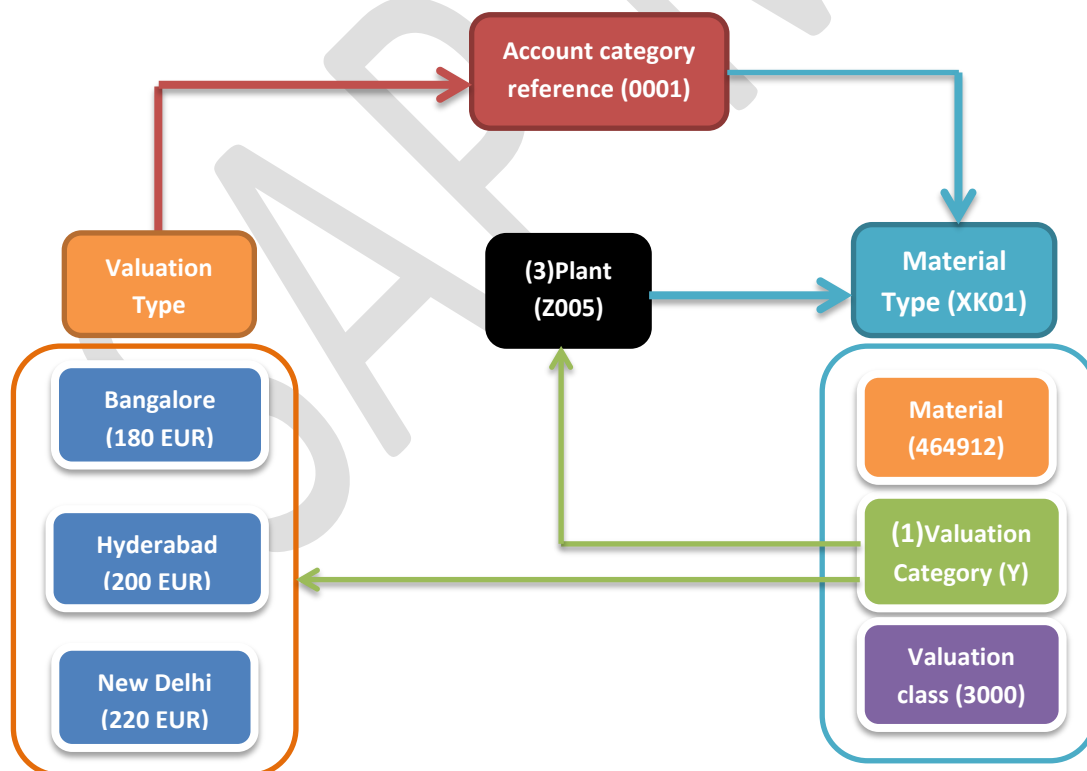 Account category
reference (0001)
Valuation
Type
(3)Plant
(Z005)
Material
Type (XK01)
Bangalore
(180 EUR)
Hyderabad
(200 EUR)
New Delhi
(220 EUR)
Material
(464912)
(1)Valuation
Category (Y)
Valuation
class (3000)